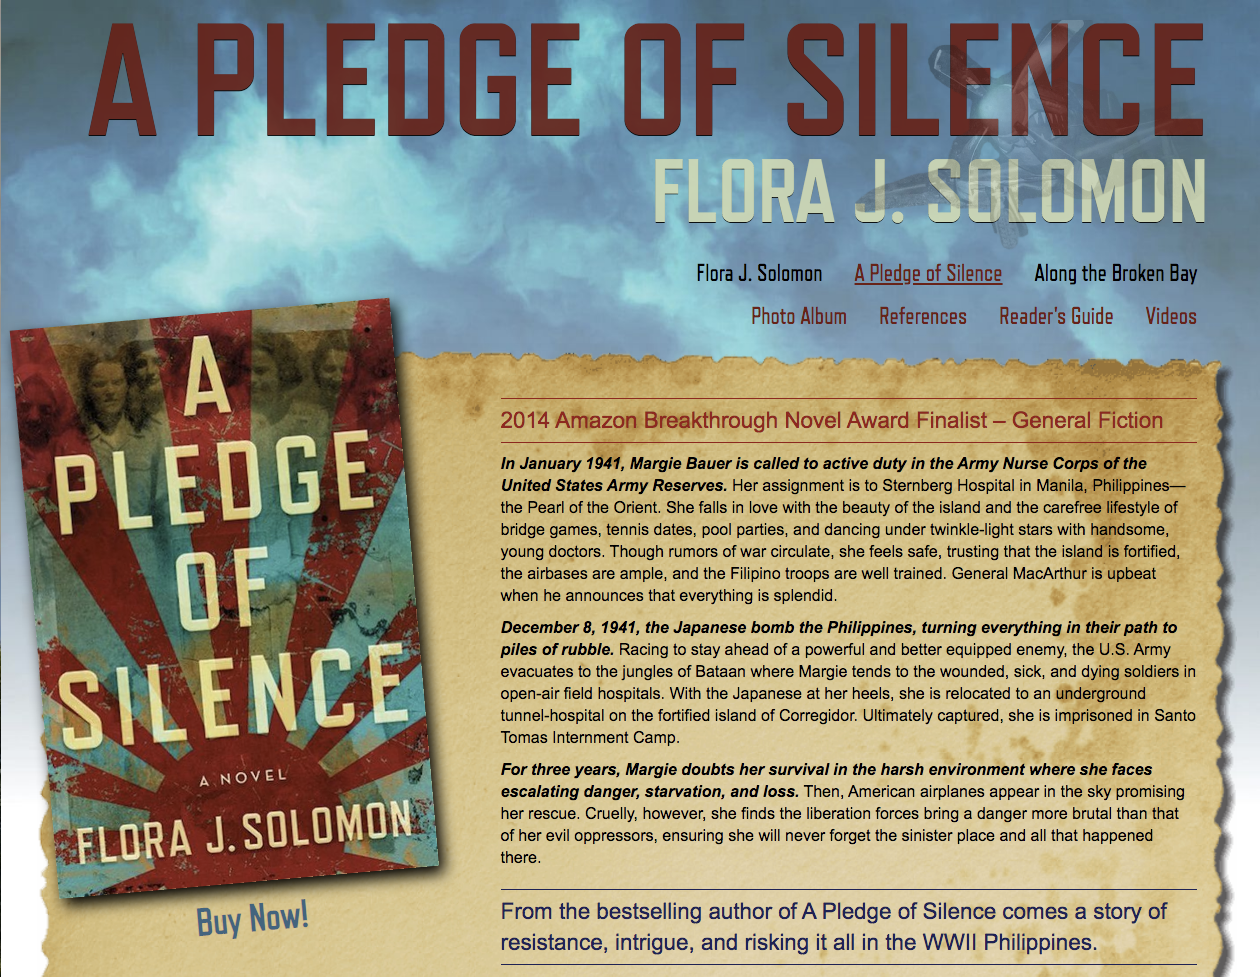 A PLEDGE OF SILENCE
FLORA J. SOLOMON
Flora J. Solomon A Pledge of Silence Along the Broken Bay
Photo Album References Reader's Guide Videos
A
PLEDGE
OF
SILENCE
A NOVEL
FLORA J. SOLOMON
Buy Now!
2014 Amazon Breakthrough Novel Award Finalist – General Fiction
In January 1941, Margie Bauer is called to active duty in the Army Nurse Corps of the
United States Army Reserves. Her assignment is to Sternberg Hospital in Manila, Philippines—
the Pearl of the Orient. She falls in love with the beauty of the island and the carefree lifestyle of
bridge games, tennis dates, pool parties, and dancing under twinkle-light stars with handsome,
young doctors. Though rumors of war circulate, she feels safe, trusting that the island is fortified,
the airbases are ample, and the Filipino troops are well trained. General MacArthur is upbeat
when he announces that everything is splendid.
December 8, 1941, the Japanese bomb the Philippines, turning everything in their path to
piles of rubble. Racing to stay ahead of a powerful and better equipped enemy, the U.S. Army
evacuates to the jungles of Bataan where Margie tends to the wounded, sick, and dying soldiers in
open-air field hospitals. With the Japanese at her heels, she is relocated to an underground
tunnel-hospital on the fortified island of Corregidor. Ultimately captured, she is imprisoned in Santo
Tomas Internment Camp.
For three years, Margie doubts her survival in the harsh environment where she faces
escalating danger, starvation, and loss. Then, American airplanes appear in the sky promising
her rescue. Cruelly, however, she finds the liberation forces bring a danger more brutal than that
of her evil oppressors, ensuring she will never forget the sinister place and all that happened
there.
From the bestselling author of A Pledge of Silence comes a story of
resistance, intrigue, and risking it all in the WWII Philippines.